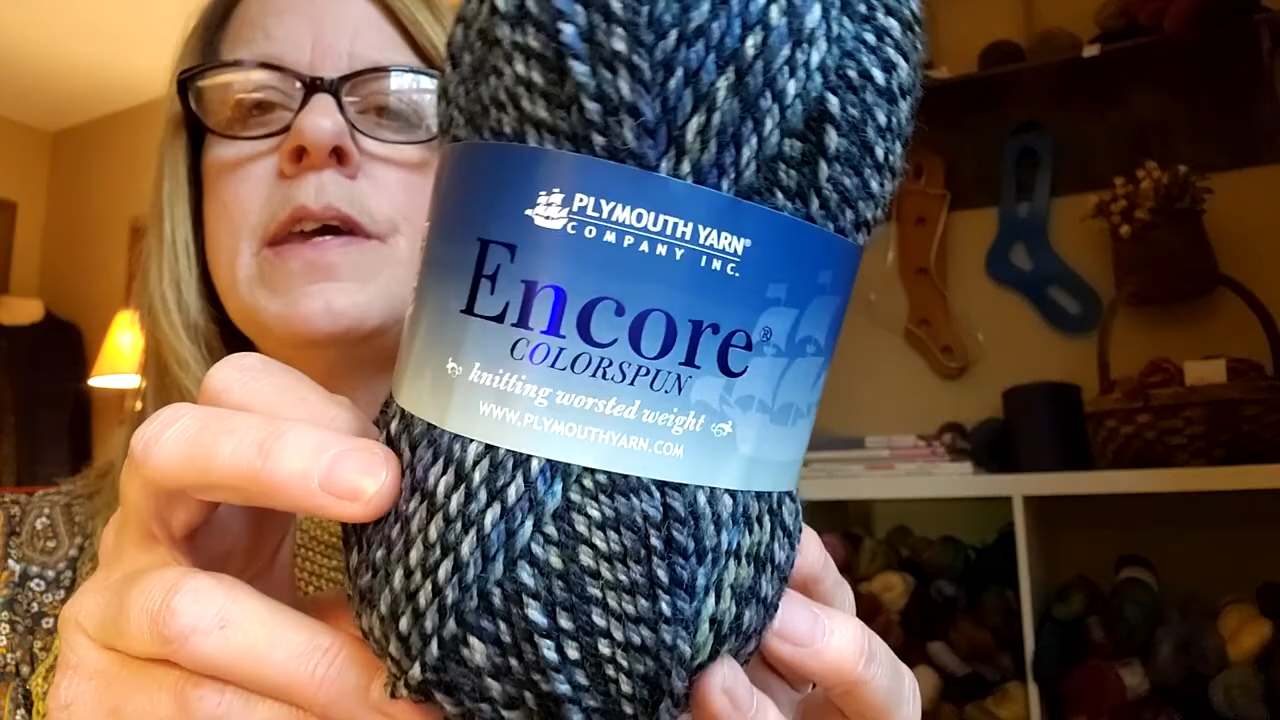 PLYMOUTH YARN®
COMPANY INC.
Encore®
COLORSPUN
knitting worsted weight
WWW.PLYMOUTHYARN.COM